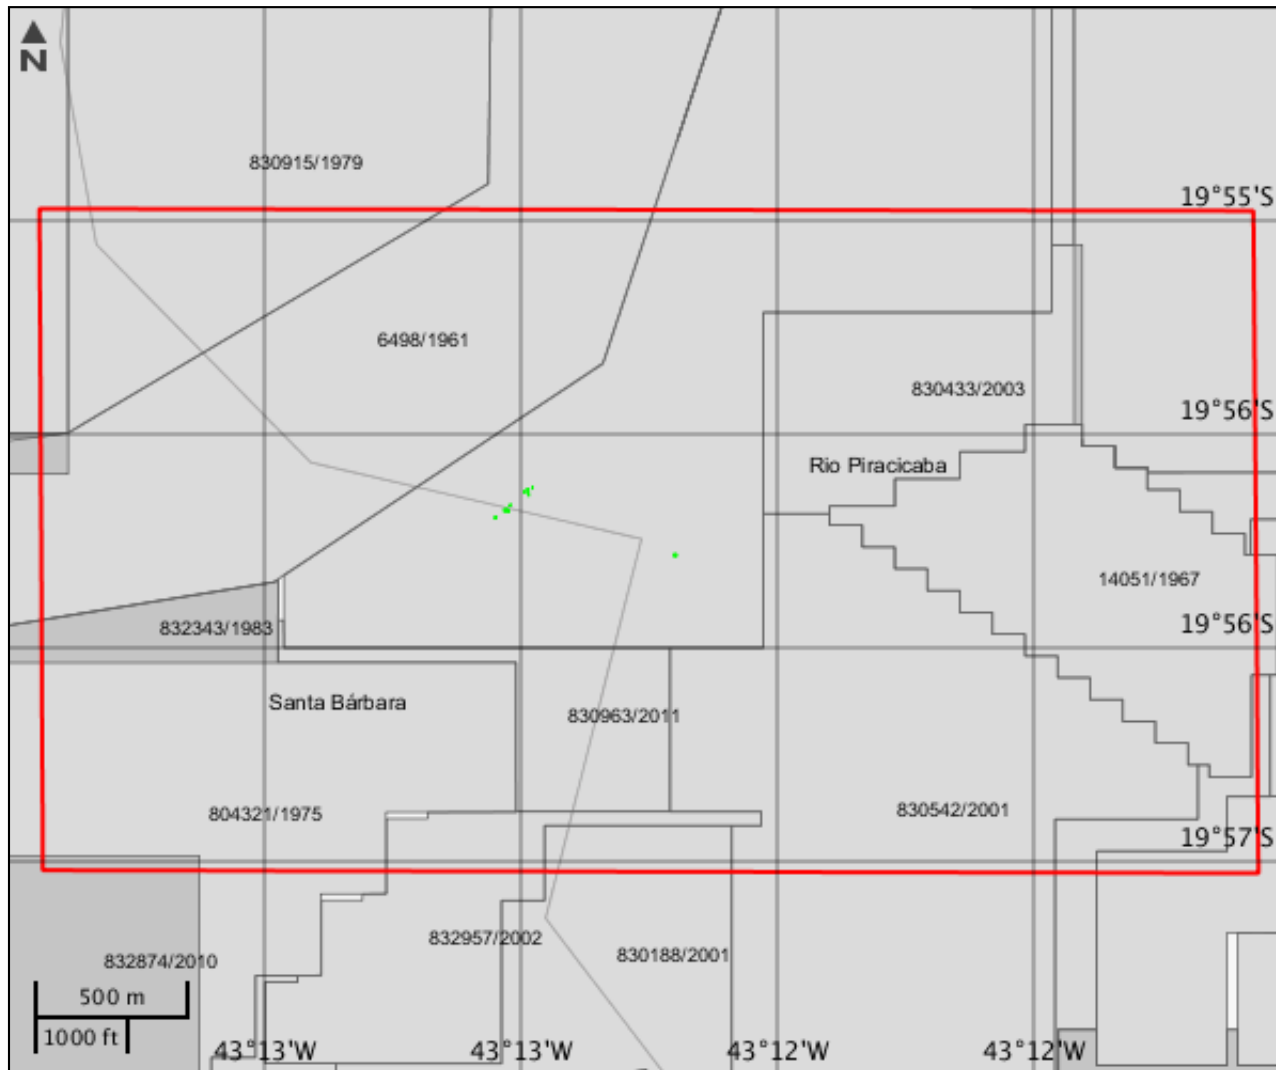 N
830915/1979
19°55'S
6498/1961
830433/2003
19°56'S
Rio Piracicaba
14051/1967
832343/1983
19°56'S
Santa Bárbara
830963/2011
804321/1975
830542/2001
19°57'S
832957/2002
830188/2001
832874/2010
500 m
1000 ft
43°13'W
43°13'W
43°12'W
43°12'W